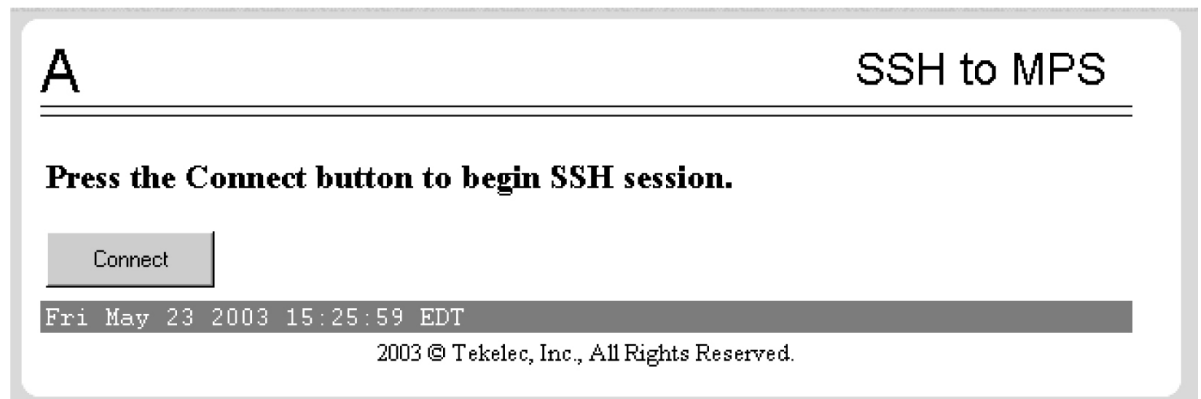 A SSH to MPS
Press the Connect button to begin SSH session.
Connect
Fri May 23 2003 15:25:59 EDT
2003 © Tekelec, Inc., All Rights Reserved.